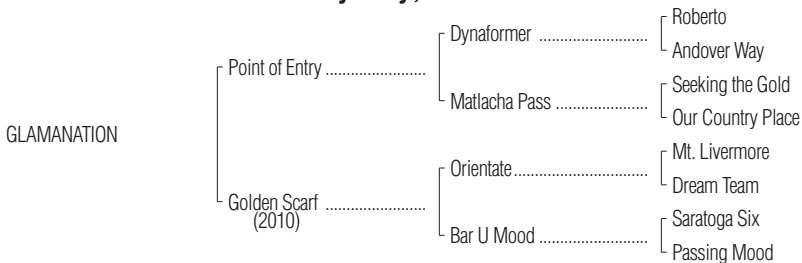 Roberto
Dynaformer ........................
Andover Way
Point of Entry ......................
Seeking the Gold
Matlacha Pass ....................
Our Country Place
GLAMANATION
Mt. Livermore
Orientate.............................
Dream Team
Golden Scarf ......................
(2010)
Saratoga Six
Bar U Mood ........................
Passing Mood